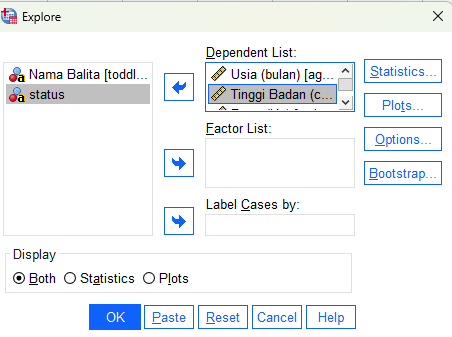 Explore
Dependent List:
Nama Balita [toddl...
status
Usia (bulan) [ag...
Tinggi Badan (c...
Statistics...
Plots...
Options...
Bootstrap...
Factor List:
Label Cases by:
Display
Both
Statistics
Plots
OK
Paste
Reset
Cancel
Help